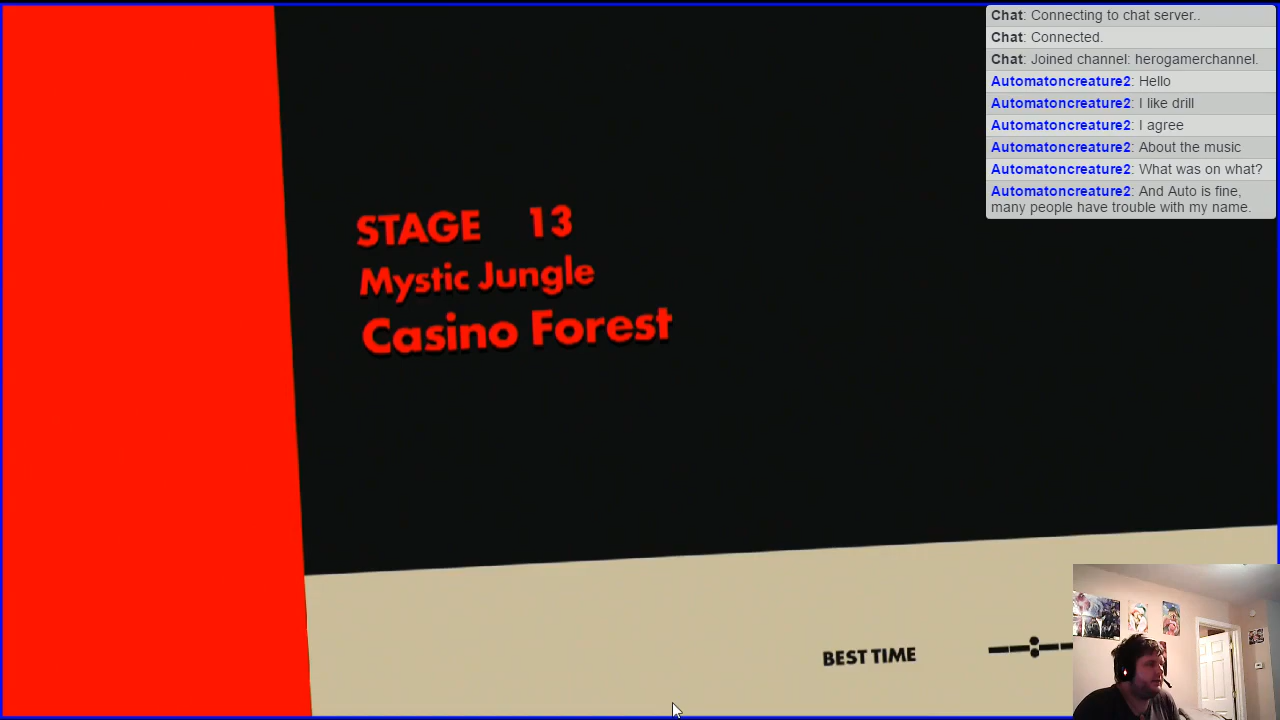 Chat: Connecting to chat server..
Chat: Connected.
Chat: Joined channel: herogamerchannel.
Automatoncreature2: Hello
Automatoncreature2: I like drill
Automatoncreature2: I agree
Automatoncreature2: About the music
Automatoncreature2: What was on what?
Automatoncreature2: And Auto is fine,
many people have trouble with my name.
STAGE 13
Mystic Jungle
Casino Forest
BEST TIME